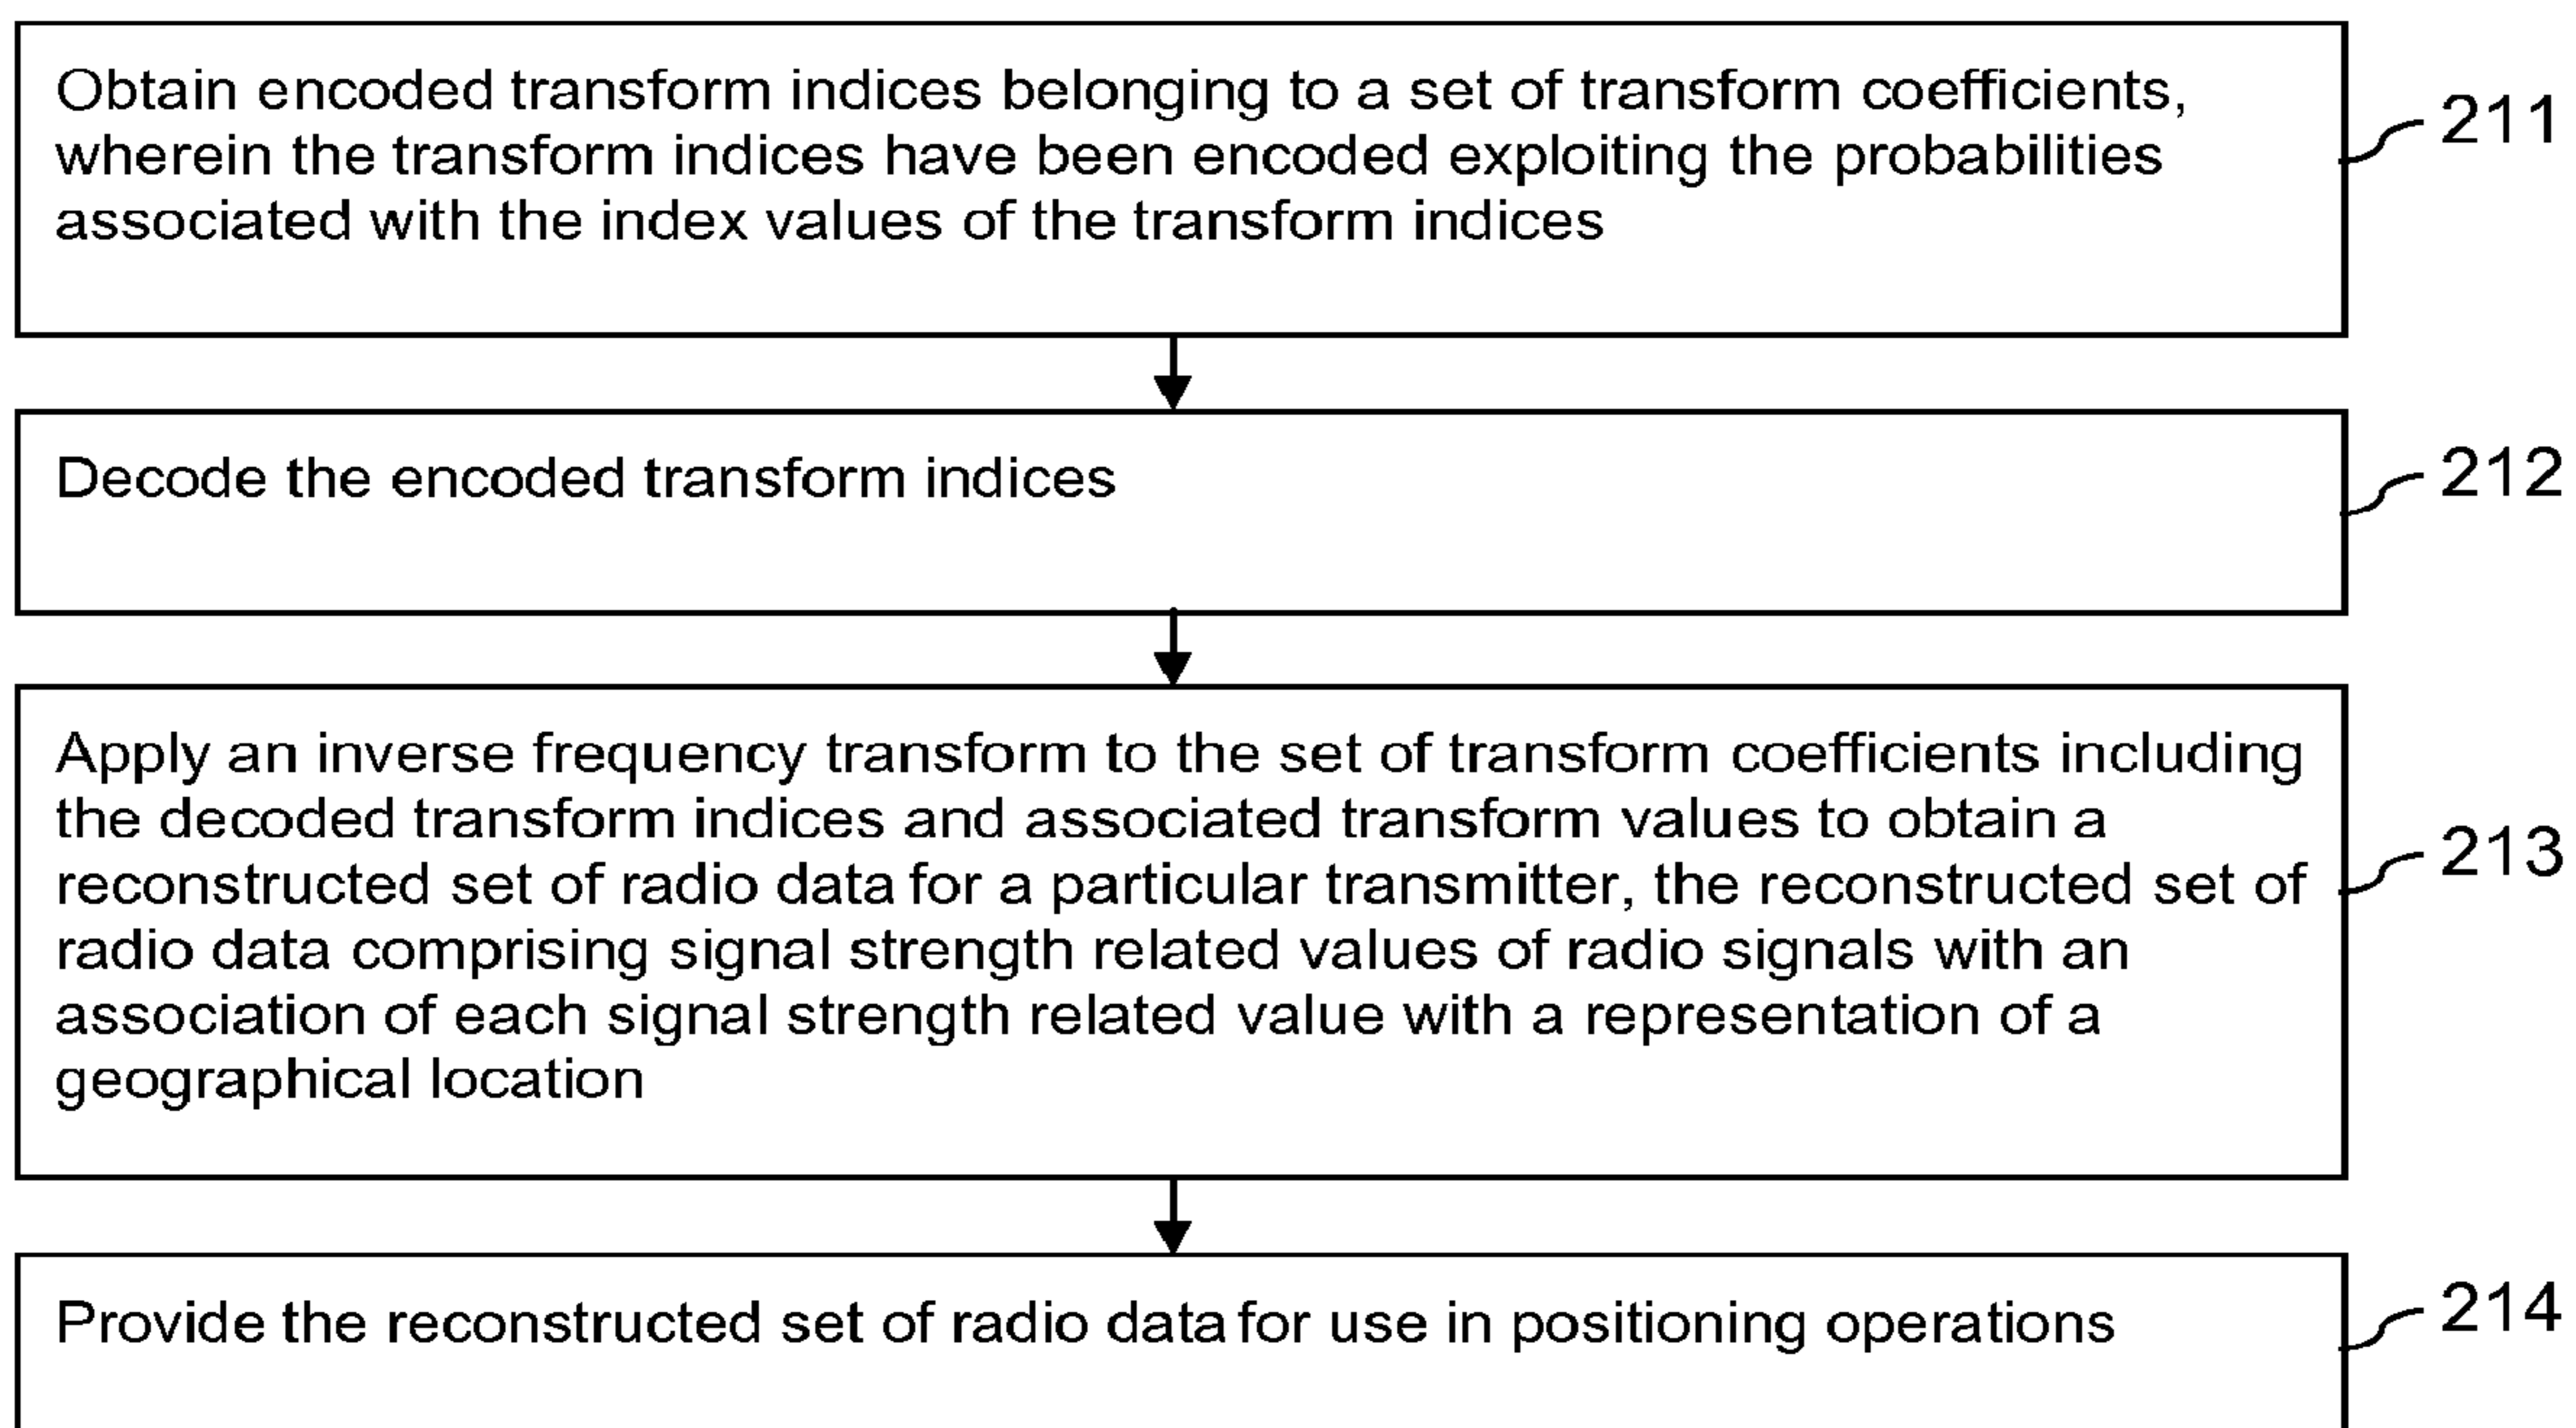 Obtain encoded transform indices belonging to a set of transform coefficients,
wherein the transform indices have been encoded exploiting the probabilities
associated with the index values of the transform indices
211
Decode the encoded transform indices
212
Apply an inverse frequency transform to the set of transform coefficients including
the decoded transform indices and associated transform values to obtain a
reconstructed set of radio data for a particular transmitter, the reconstructed set of
radio data comprising signal strength related values of radio signals with an
association of each signal strength related value with a representation of a
geographical location
213
Provide the reconstructed set of radio data for use in positioning operations
214